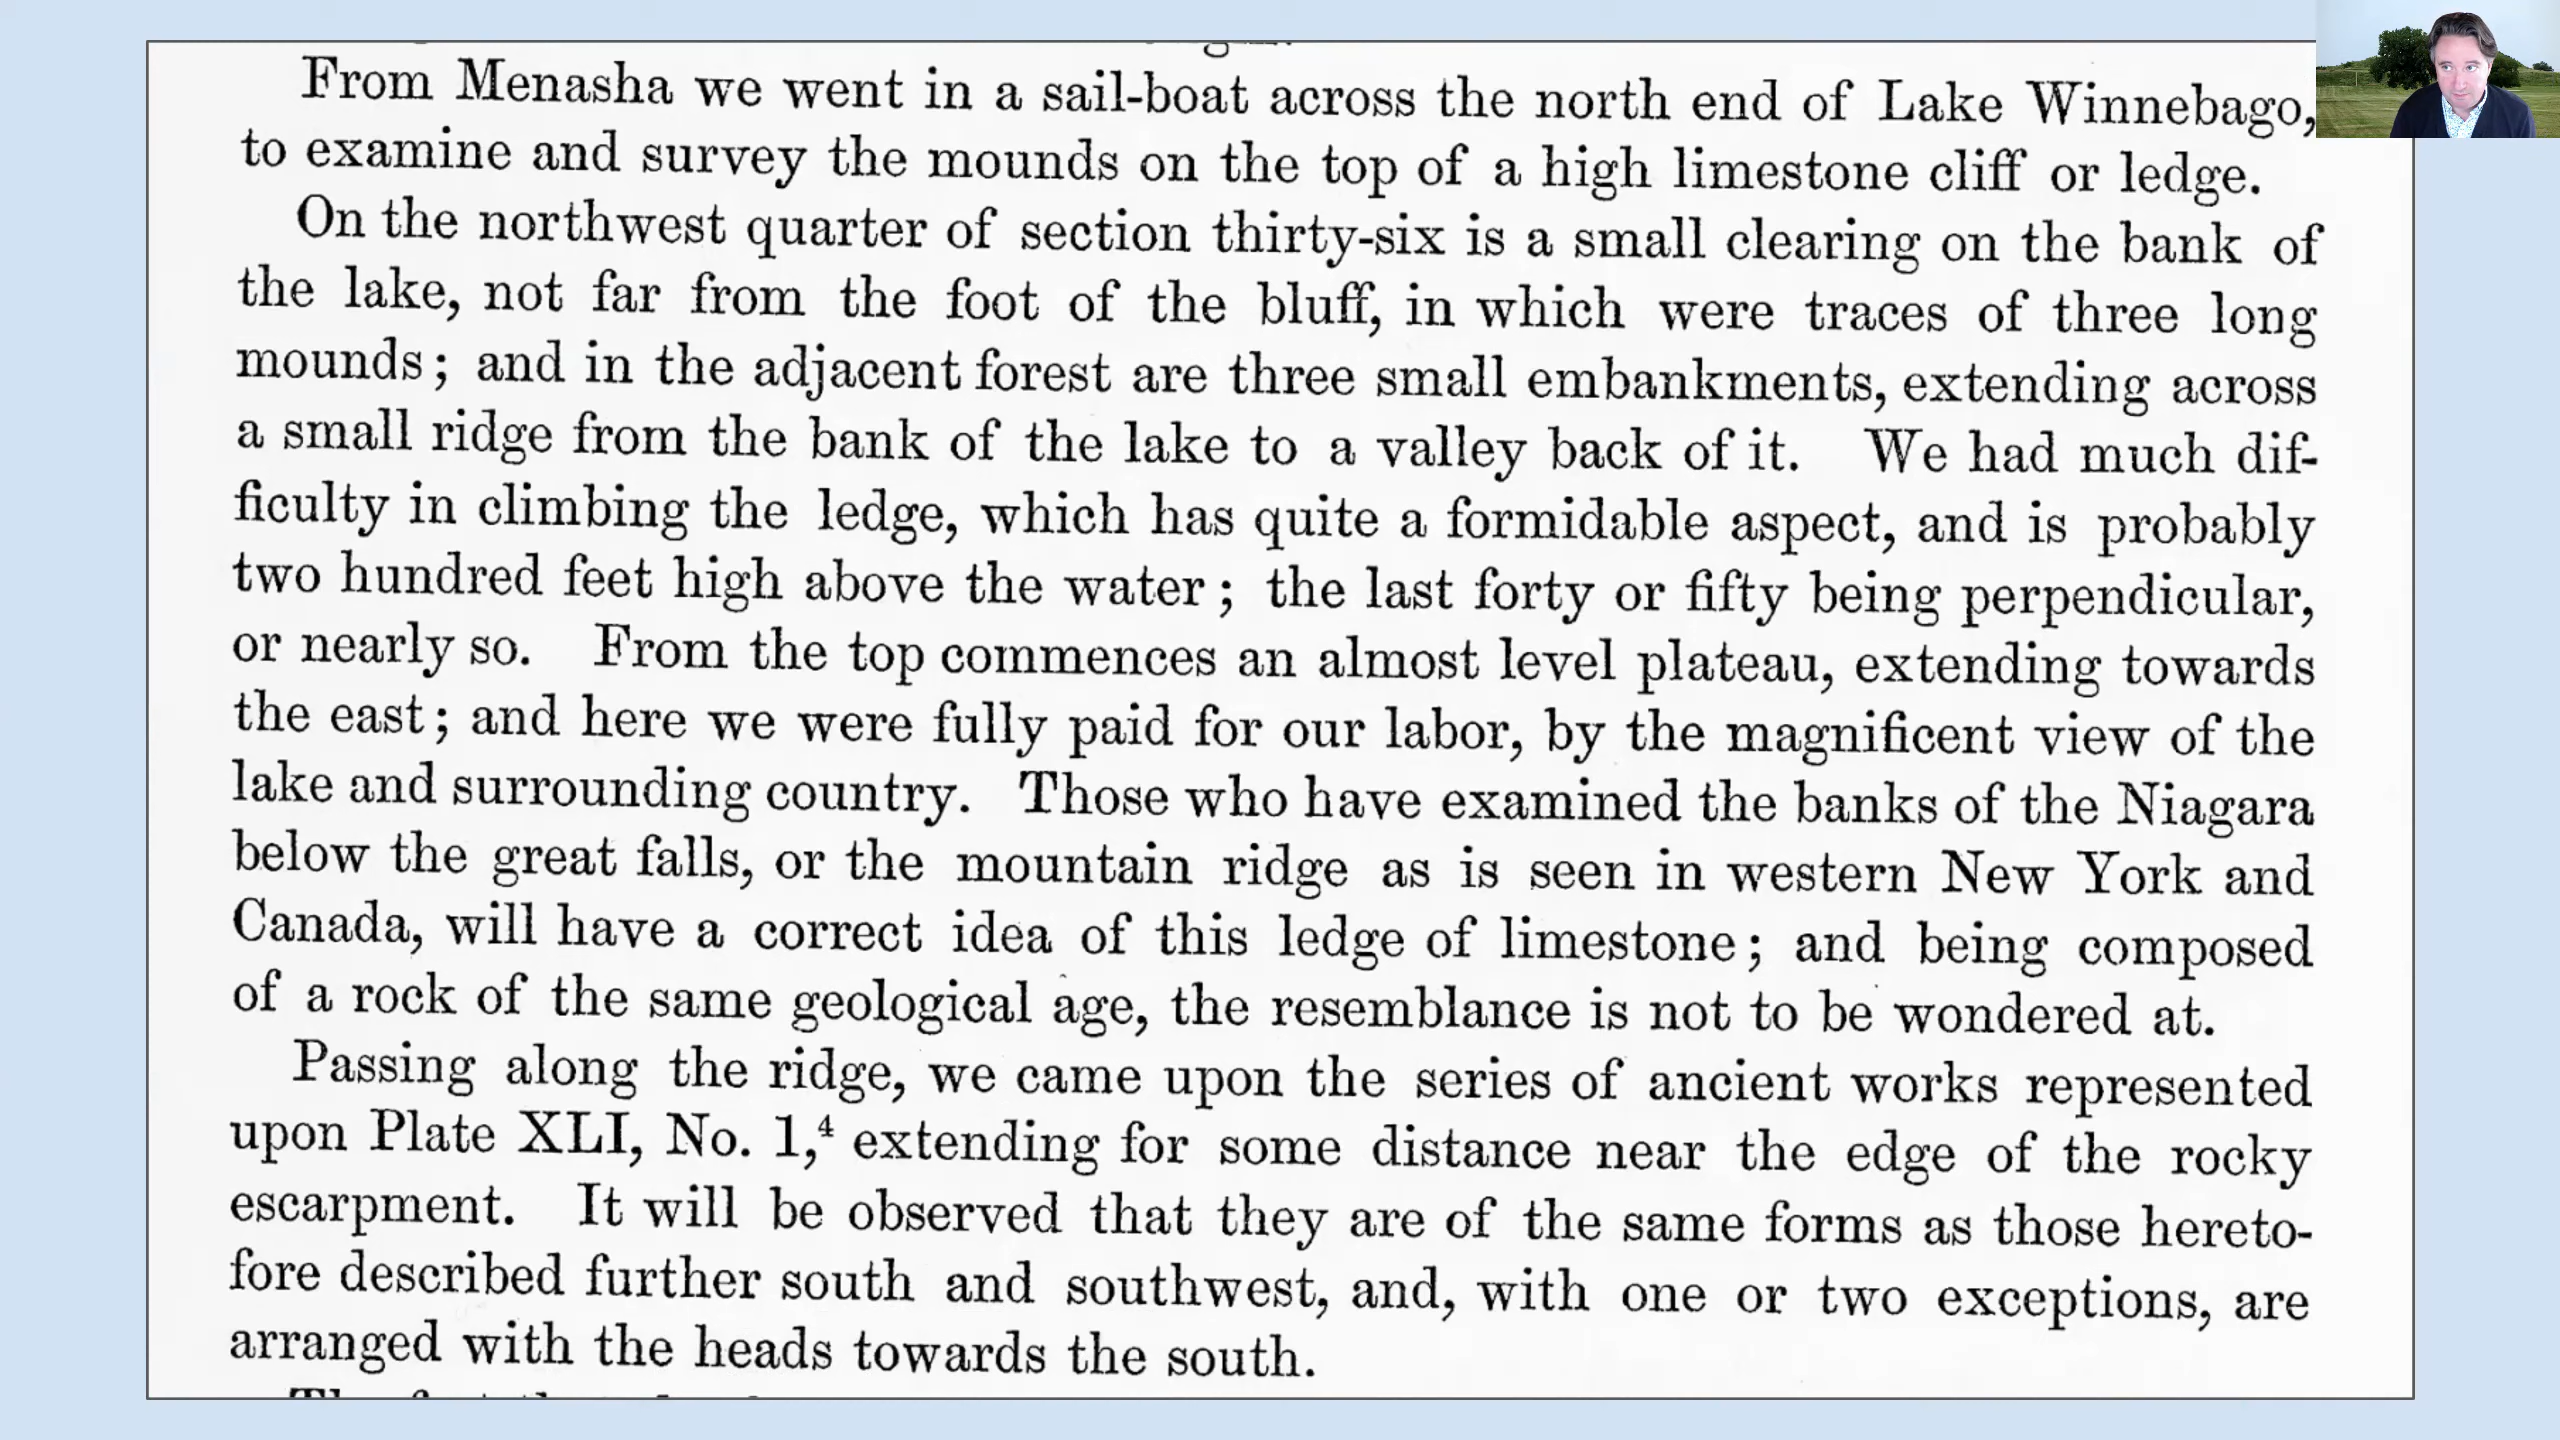 From Menasha we went in a sail-boat across the north end of Lake Winnebago,
to examine and survey the mounds on the top of a high limestone cliff or ledge.
On the northwest quarter of section thirty-six is a small clearing on the bank of
the lake, not far from the foot of the bluff, in which were traces of three long
mounds; and in the adjacent forest are three small embankments, extending across
a small ridge from the bank of the lake to a valley back of it. We had much dif-
ficulty in climbing the ledge, which has quite a formidable aspect, and is probably
two hundred feet high above the water; the last forty or fifty being perpendicular,
or nearly so. From the top commences an almost level plateau, extending towards
the east; and here we were fully paid for our labor, by the magnificent view of the
lake and surrounding country. Those who have examined the banks of the Niagara
below the great falls, or the mountain ridge as is seen in western New York and
Canada, will have a correct idea of this ledge of limestone; and being composed
of a rock of the same geological age, the resemblance is not to be wondered at.
Passing along the ridge, we came upon the series of ancient works represented
upon Plate XLI, No. 1,⁴ extending for some distance near the edge of the rocky
escarpment. It will be observed that they are of the same forms as those hereto-
fore described further south and southwest, and, with one or two exceptions, are
arranged with the heads towards the south.